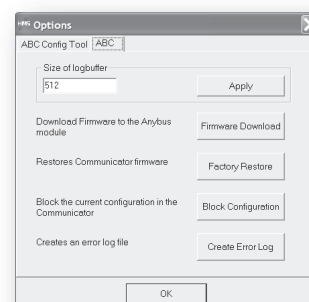 HMS Options
ABC Config Tool ABC
Size of logbuffer
512
Apply
Download Firmware to the Anybus
module
Firmware Download
Restores Communicator firmware
Factory Restore
Block the current configuration in the
Communicator
Block Configuration
Creates an error log file
Create Error Log
OK